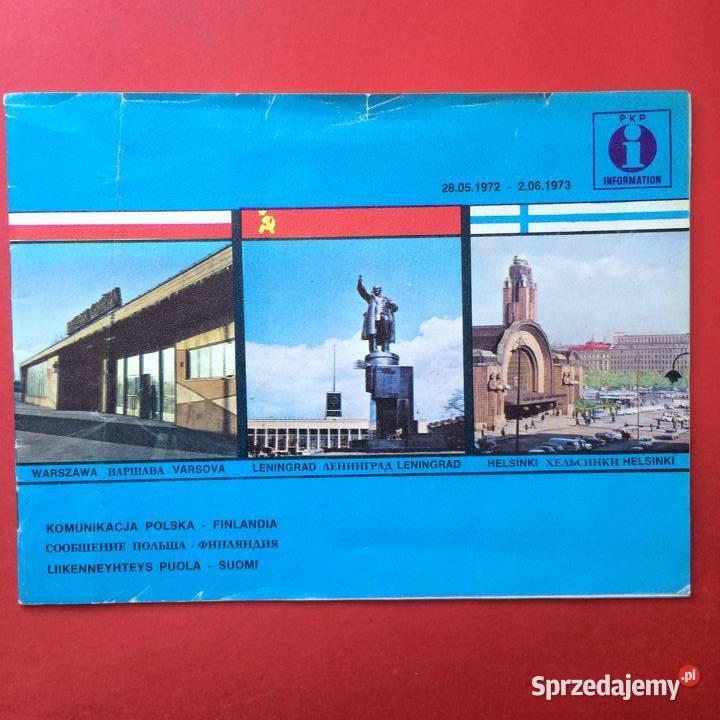 PKP
i
INFORMATION
28.05.1972 - 2.06.1973
WARSZAWA ВАРШАВА VARSOVA
LENINGRAD ЛЕНИНГРАД LENINGRAD
HELSINKI ХЕЛЬСИНКИ HELSINKI
KOMUNIKACJA POLSKA - FINLANDIA
СООБЩЕНИЕ ПОЛЬША - ФИНЛЯНДИЯ
LIIKENNEYHTEYS PUOLA - SUOMI
Sprzedajemy.pl